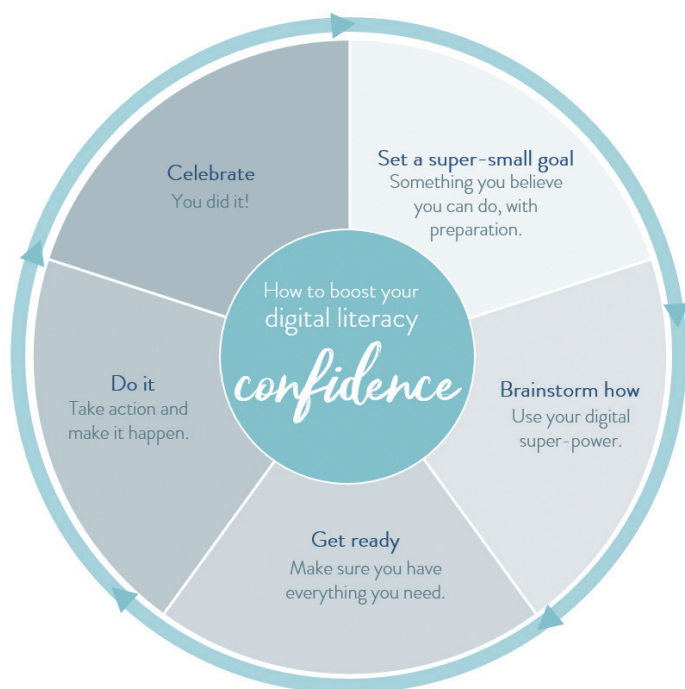 How to boost your
digital literacy
confidence
Set a super-small goal
Something you believe
you can do, with
preparation.
Brainstorm how
Use your digital
super-power.
Get ready
Make sure you have
everything you need.
Do it
Take action and
make it happen.
Celebrate
You did it!